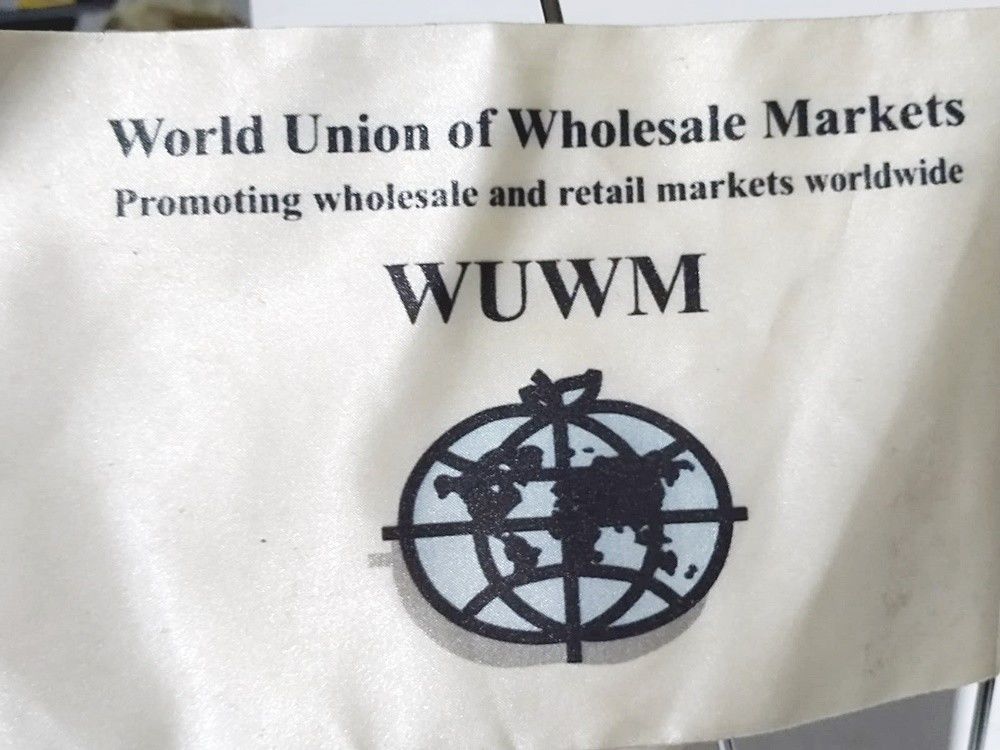 World Union of Wholesale Markets
Promoting wholesale and retail markets worldwide
WUWM